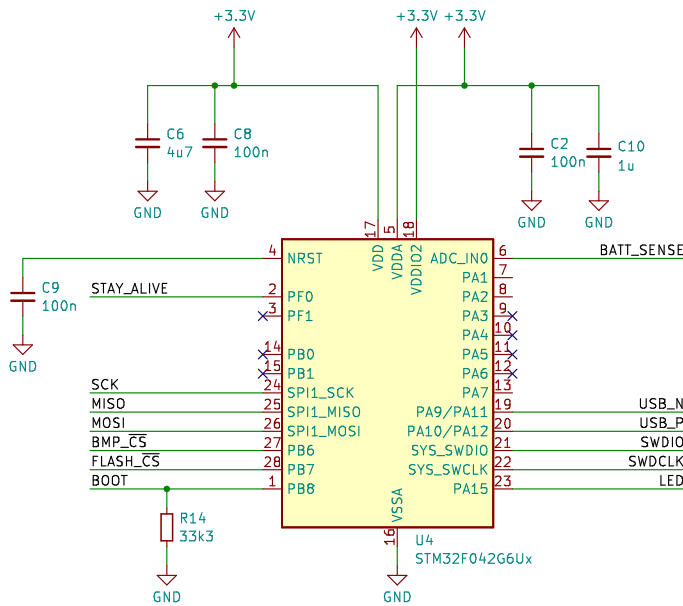 +3.3V
+3.3V
+3.3V
C6
4u7
C8
100n
C2
100n
C10
1u
GND
GND
GND
GND
17
5
18
VDD
VDDA
VDDIO2
4
NRST
ADC_IN0
6
BATT_SENSE
PA1
7
C9
100n
STAY_ALIVE
2
PF0
PA2
8
3
PF1
PA3
9
PA4
10
GND
14
PB0
PA5
11
15
PB1
PA6
12
SCK
24
SPI1_SCK
PA7
13
MISO
25
SPI1_MISO
PA9/PA11
19
USB_N
MOSI
26
SPI1_MOSI
PA10/PA12
20
USB_P
BMP_CS
27
PB6
SYS_SWDIO
21
SWDIO
FLASH_CS
28
PB7
SYS_SWCLK
22
SWDCLK
BOOT
1
PB8
PA15
23
LED
VSSA
16
R14
33k3
U4
STM32F042G6Ux
GND
GND